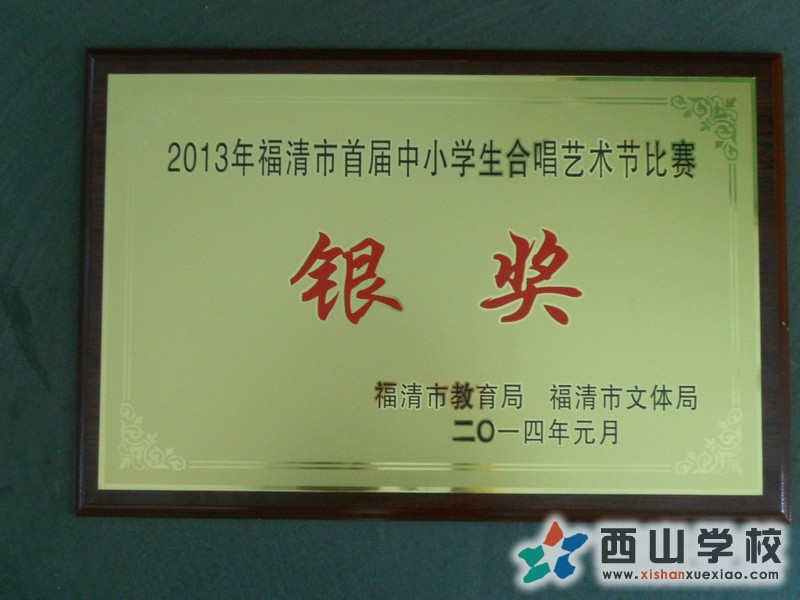 2013年福清市首届中小学生合唱艺术节比赛
银 奖
福清市教育局 福清市文体局
二〇一四年元月
西山学校
www.xishanxuexiao.com